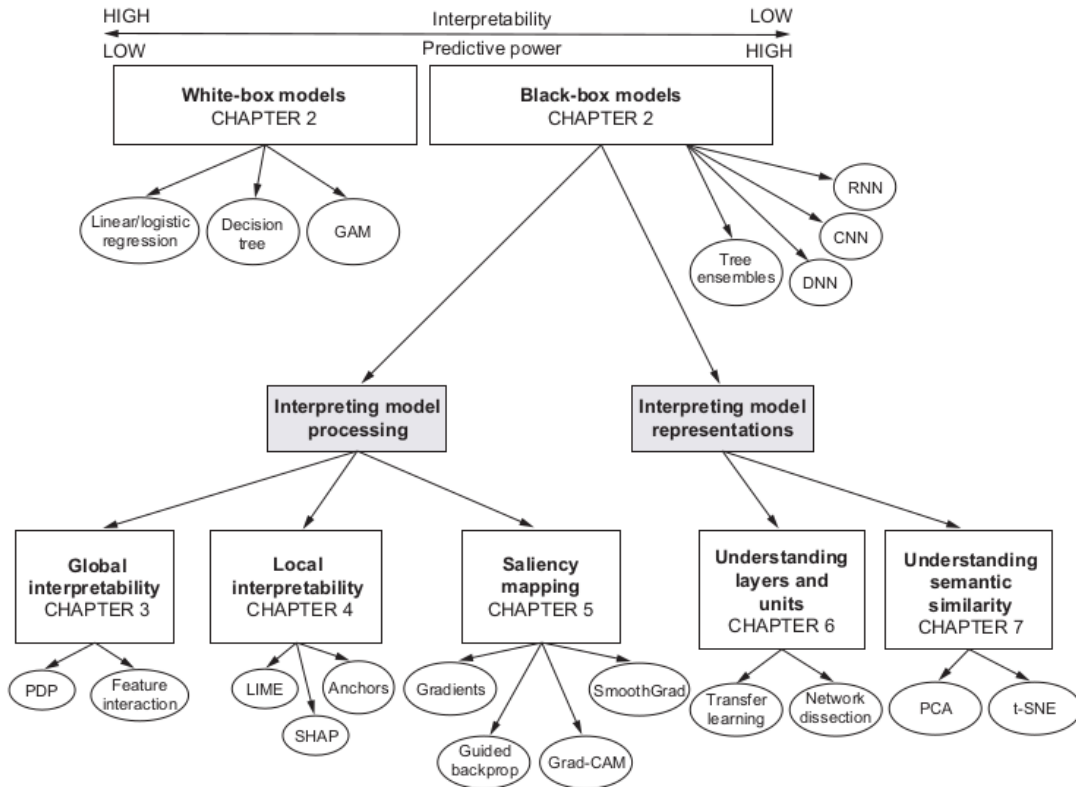 HIGH
LOW
Interpretability
LOW
Predictive power
HIGH
White-box models
CHAPTER 2
Black-box models
CHAPTER 2
Linear/logistic
regression
Decision
tree
GAM
RNN
CNN
DNN
Tree
ensembles
Interpreting model
processing
Interpreting model
representations
Global
interpretability
CHAPTER 3
Local
interpretability
CHAPTER 4
Saliency
mapping
CHAPTER 5
Understanding
layers and
units
CHAPTER 6
Understanding
semantic
similarity
CHAPTER 7
PDP
Feature
interaction
LIME
SHAP
Anchors
Gradients
Guided
backprop
Grad-CAM
SmoothGrad
Transfer
learning
Network
dissection
PCA
t-SNE